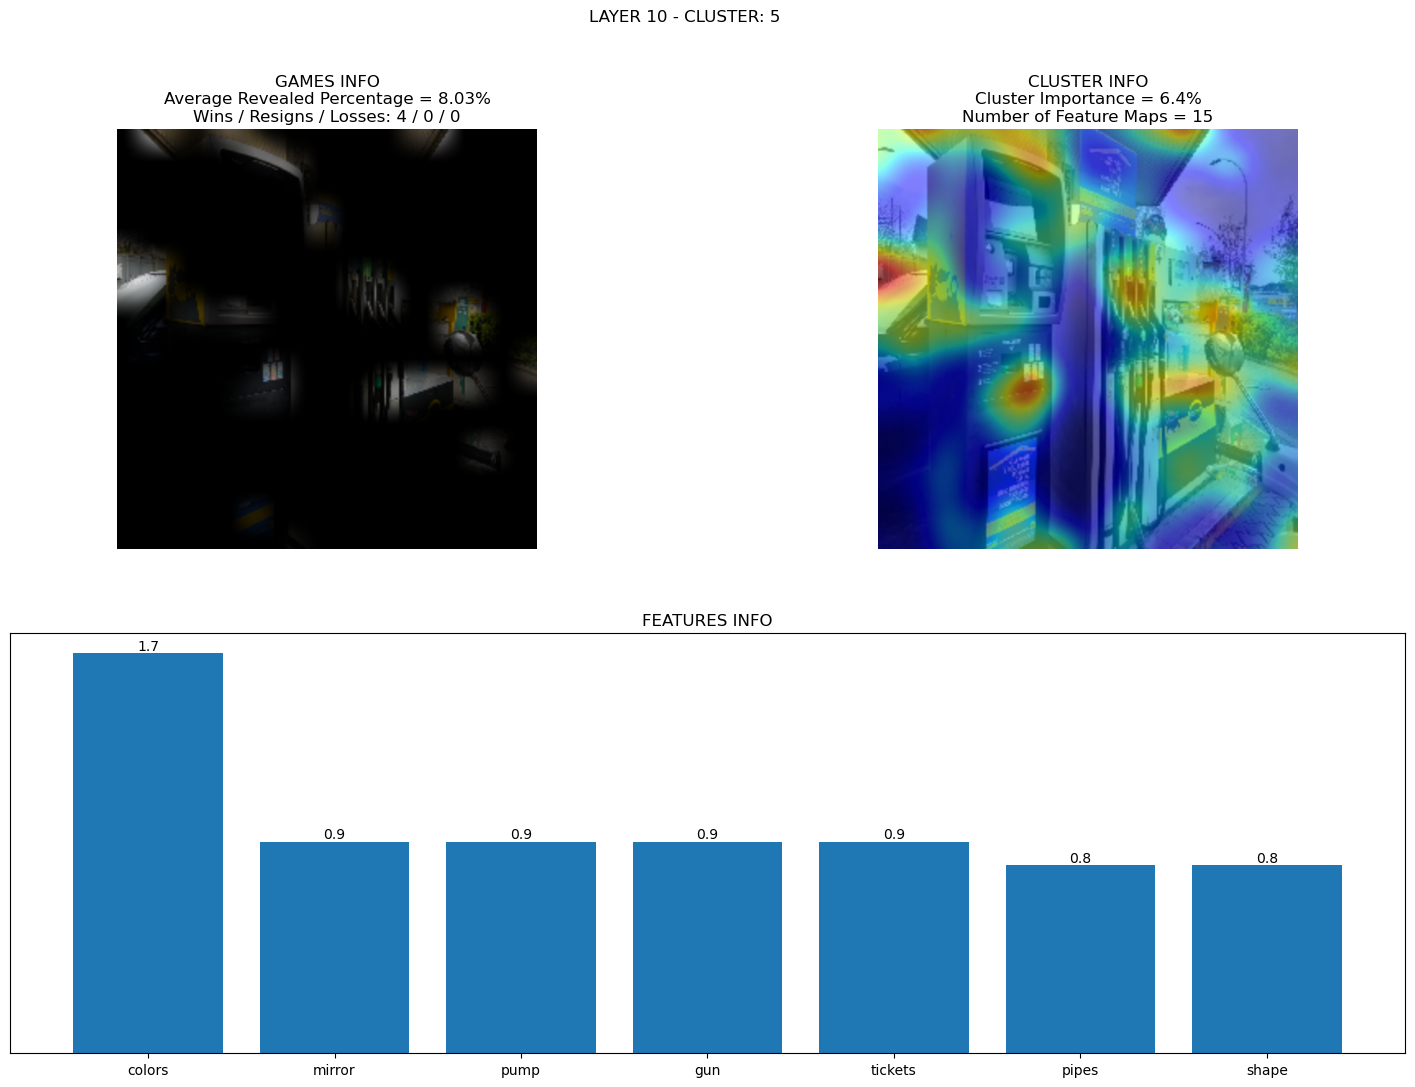 LAYER 10 - CLUSTER: 5
GAMES INFO
Average Revealed Percentage = 8.03%
Wins / Resigns / Losses: 4 / 0 / 0
CLUSTER INFO
Cluster Importance = 6.4%
Number of Feature Maps = 15
FEATURES INFO
1.7
0.9
0.9
0.9
0.9
0.8
0.8
colors
mirror
pump
gun
tickets
pipes
shape